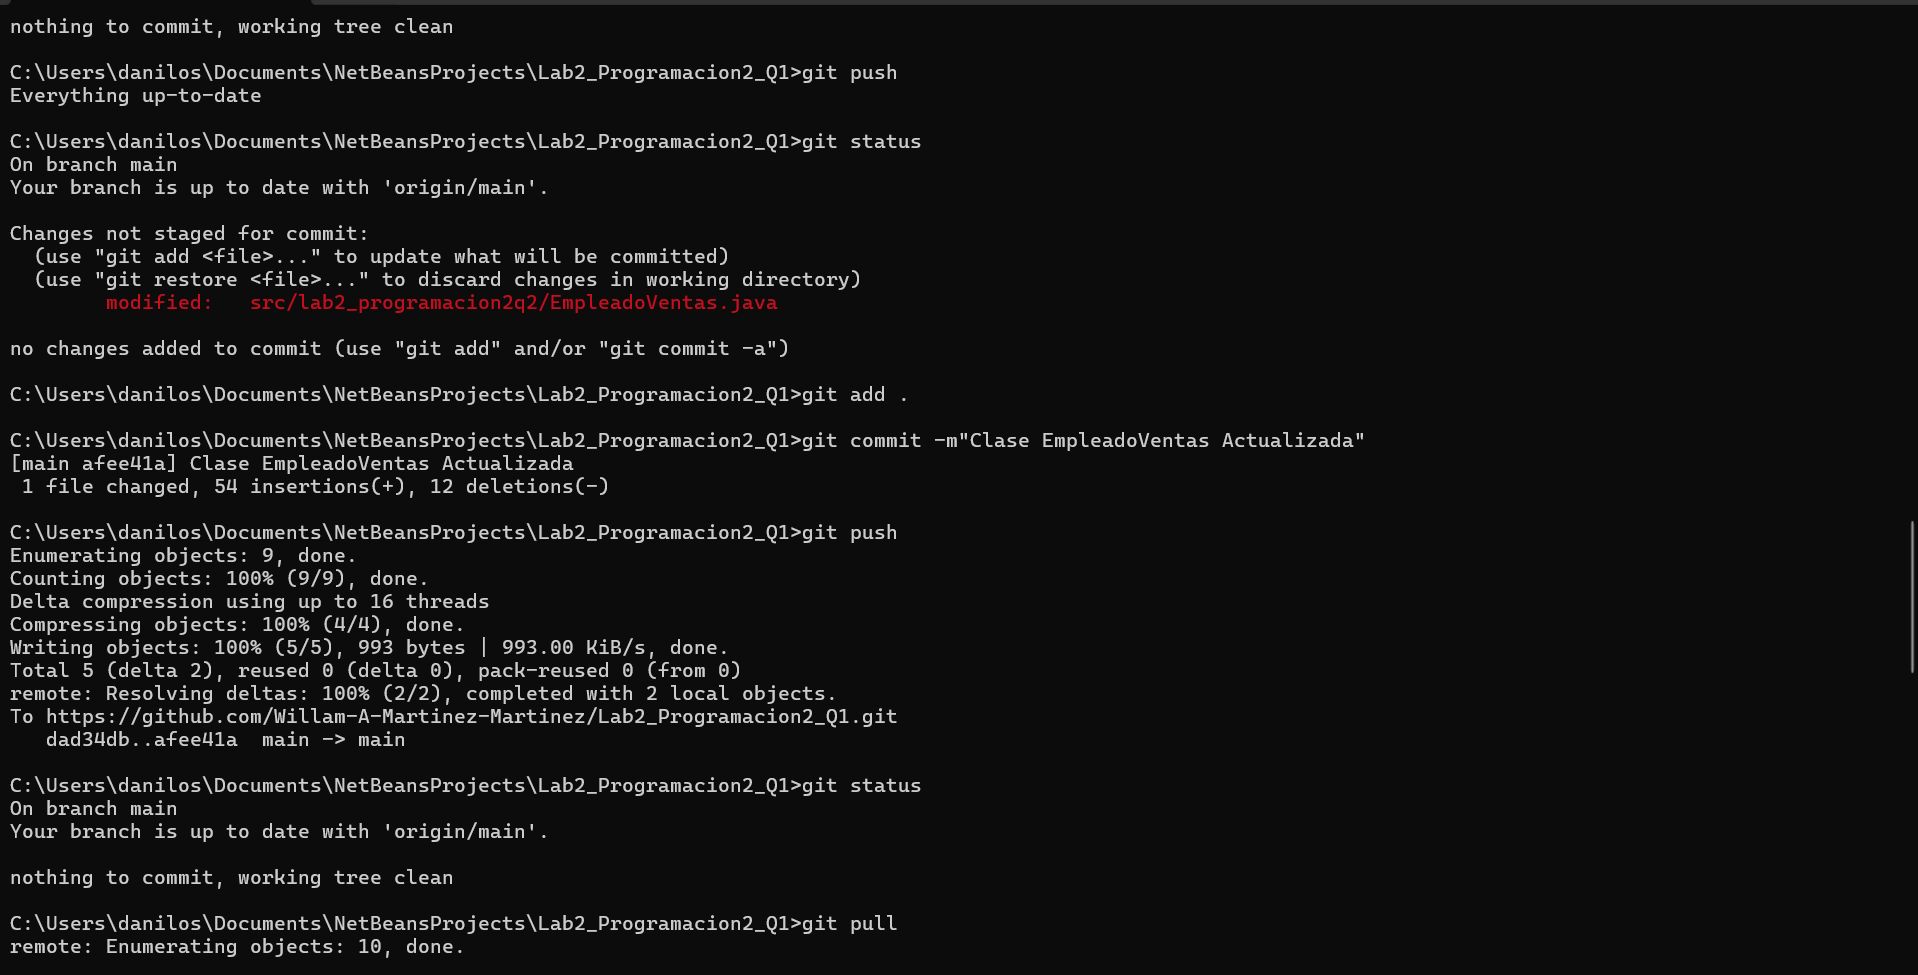 nothing to commit, working tree clean
C:\Users\danilos\Documents\NetBeansProjects\Lab2_Programacion2_Q1>git push
Everything up-to-date
C:\Users\danilos\Documents\NetBeansProjects\Lab2_Programacion2_Q1>git status
On branch main
Your branch is up to date with 'origin/main'.
Changes not staged for commit:
  (use "git add <file>..." to update what will be committed)
  (use "git restore <file>..." to discard changes in working directory)
        modified:   src/lab2_programacion2q2/EmpleadoVentas.java
no changes added to commit (use "git add" and/or "git commit -a")
C:\Users\danilos\Documents\NetBeansProjects\Lab2_Programacion2_Q1>git add .
C:\Users\danilos\Documents\NetBeansProjects\Lab2_Programacion2_Q1>git commit -m"Clase EmpleadoVentas Actualizada"
[main afee41a] Clase EmpleadoVentas Actualizada
 1 file changed, 54 insertions(+), 12 deletions(-)
C:\Users\danilos\Documents\NetBeansProjects\Lab2_Programacion2_Q1>git push
Enumerating objects: 9, done.
Counting objects: 100% (9/9), done.
Delta compression using up to 16 threads
Compressing objects: 100% (4/4), done.
Writing objects: 100% (5/5), 993 bytes | 993.00 KiB/s, done.
Total 5 (delta 2), reused 0 (delta 0), pack-reused 0 (from 0)
remote: Resolving deltas: 100% (2/2), completed with 2 local objects.
To https://github.com/Willam-A-Martinez-Martinez/Lab2_Programacion2_Q1.git
   dad34db..afee41a  main -> main
C:\Users\danilos\Documents\NetBeansProjects\Lab2_Programacion2_Q1>git status
On branch main
Your branch is up to date with 'origin/main'.
nothing to commit, working tree clean
C:\Users\danilos\Documents\NetBeansProjects\Lab2_Programacion2_Q1>git pull
remote: Enumerating objects: 10, done.